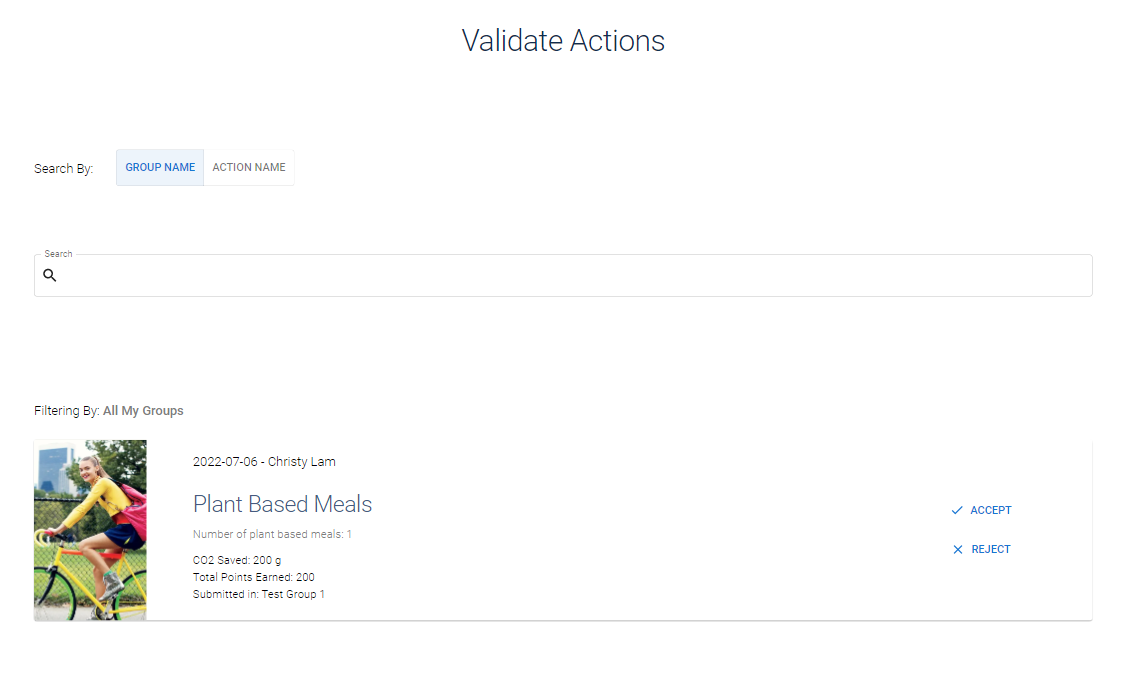 Validate Actions
Search By:
GROUP NAME
ACTION NAME
Search
Filtering By: All My Groups
2022-07-06 - Christy Lam
Plant Based Meals
Number of plant based meals: 1
CO2 Saved: 200 g
Total Points Earned: 200
Submitted in: Test Group 1
ACCEPT
REJECT